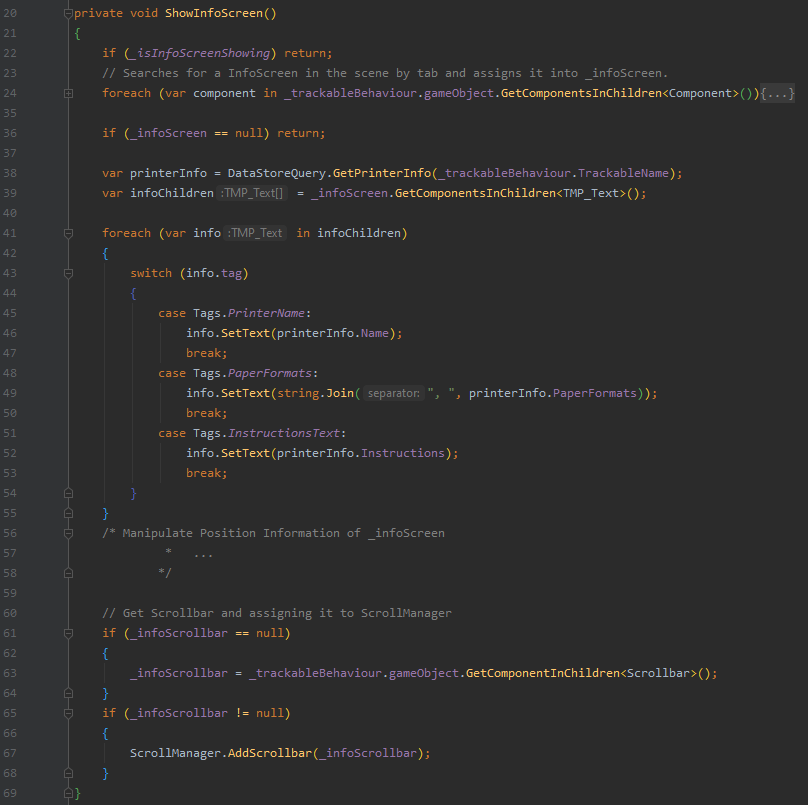 20 private void ShowInfoScreen()
21 {
22 if (_isInfoScreenShowing) return;
23 // Searches for a InfoScreen in the scene by tab and assigns it into _infoScreen.
24 foreach (var component in _trackableBehaviour.gameObject.GetComponentsInChildren<Component>()){...}
35
36 if (_infoScreen == null) return;
37
38 var printerInfo = DataStoreQuery.GetPrinterInfo(_trackableBehaviour.TrackableName);
39 var infoChildren :TMP_Text[] = _infoScreen.GetComponentsInChildren<TMP_Text>();
40
41 foreach (var info :TMP_Text in infoChildren)
42 {
43 switch (info.tag)
44 {
45 case Tags.PrinterName:
46 info.SetText(printerInfo.Name);
47 break;
48 case Tags.PaperFormats:
49 info.SetText(string.Join( separator: ", ", printerInfo.PaperFormats));
50 break;
51 case Tags.InstructionsText:
52 info.SetText(printerInfo.Instructions);
53 break;
54 }
55 }
56 /* Manipulate Position Information of _infoScreen
57 * ...
58 */
59
60 // Get Scrollbar and assigning it to ScrollManager
61 if (_infoScrollbar == null)
62 {
63 _infoScrollbar = _trackableBehaviour.gameObject.GetComponentInChildren<Scrollbar>();
64 }
65 if (_infoScrollbar != null)
66 {
67 ScrollManager.AddScrollbar(_infoScrollbar);
68 }
69 }